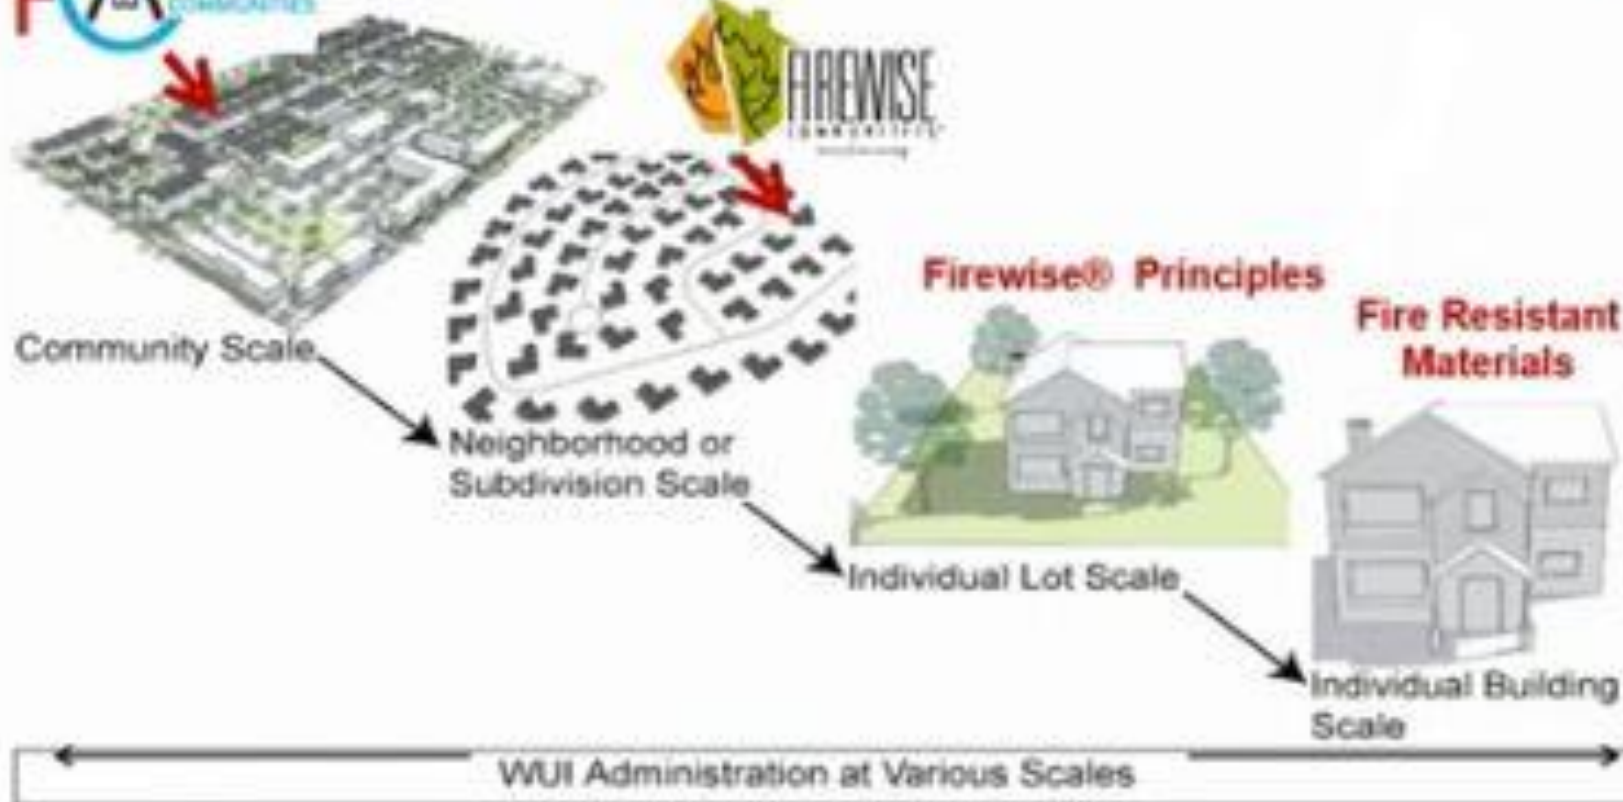 COMMUNITIES
FIREWISE
COMMUNITIES
Firewise® Principles
Fire Resistant
Materials
Community Scale
Neighborhood or
Subdivision Scale
Individual Lot Scale
Individual Building
Scale
WUI Administration at Various Scales